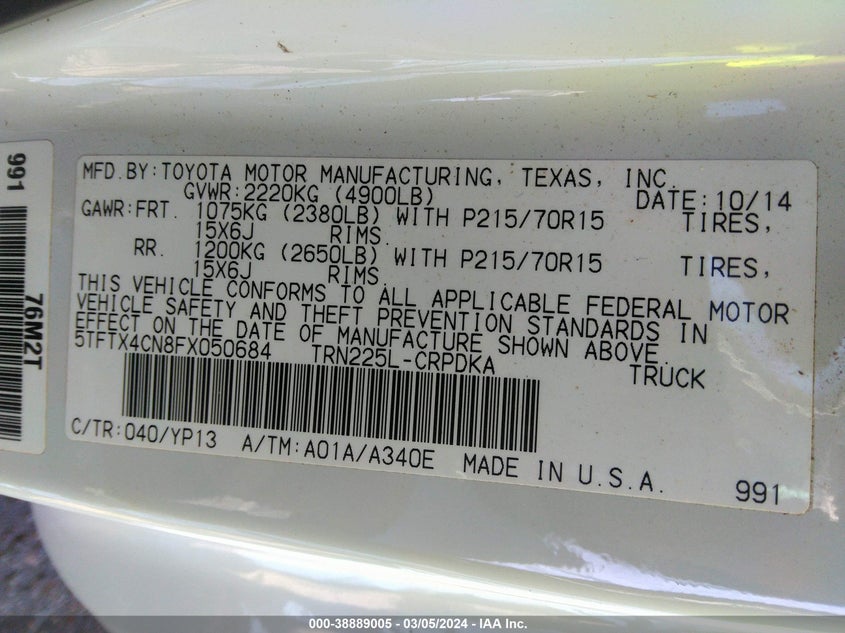 991
76M2T
MFD.BY:TOYOTA MOTOR MANUFACTURING, TEXAS, INC.
GVWR:2220KG (4900LB) DATE:10/14
GAWR:FRT. 1075KG (2380LB) WITH P215/70R15 TIRES,
15X6J RIMS.
RR. 1200KG (2650LB) WITH P215/70R15 TIRES,
15X6J RIMS.
THIS VEHICLE CONFORMS TO ALL APPLICABLE FEDERAL MOTOR
VEHICLE SAFETY AND THEFT PREVENTION STANDARDS IN
EFFECT ON THE DATE OF MANUFACTURE SHOWN ABOVE.
5TFTX4CN8FX050684 TRN225L-CRPDKA TRUCK
C/TR:040/YP13 A/TM:A01A/A340E MADE IN U.S.A.
991
000-38889005 - 03/05/2024 - IAA Inc.